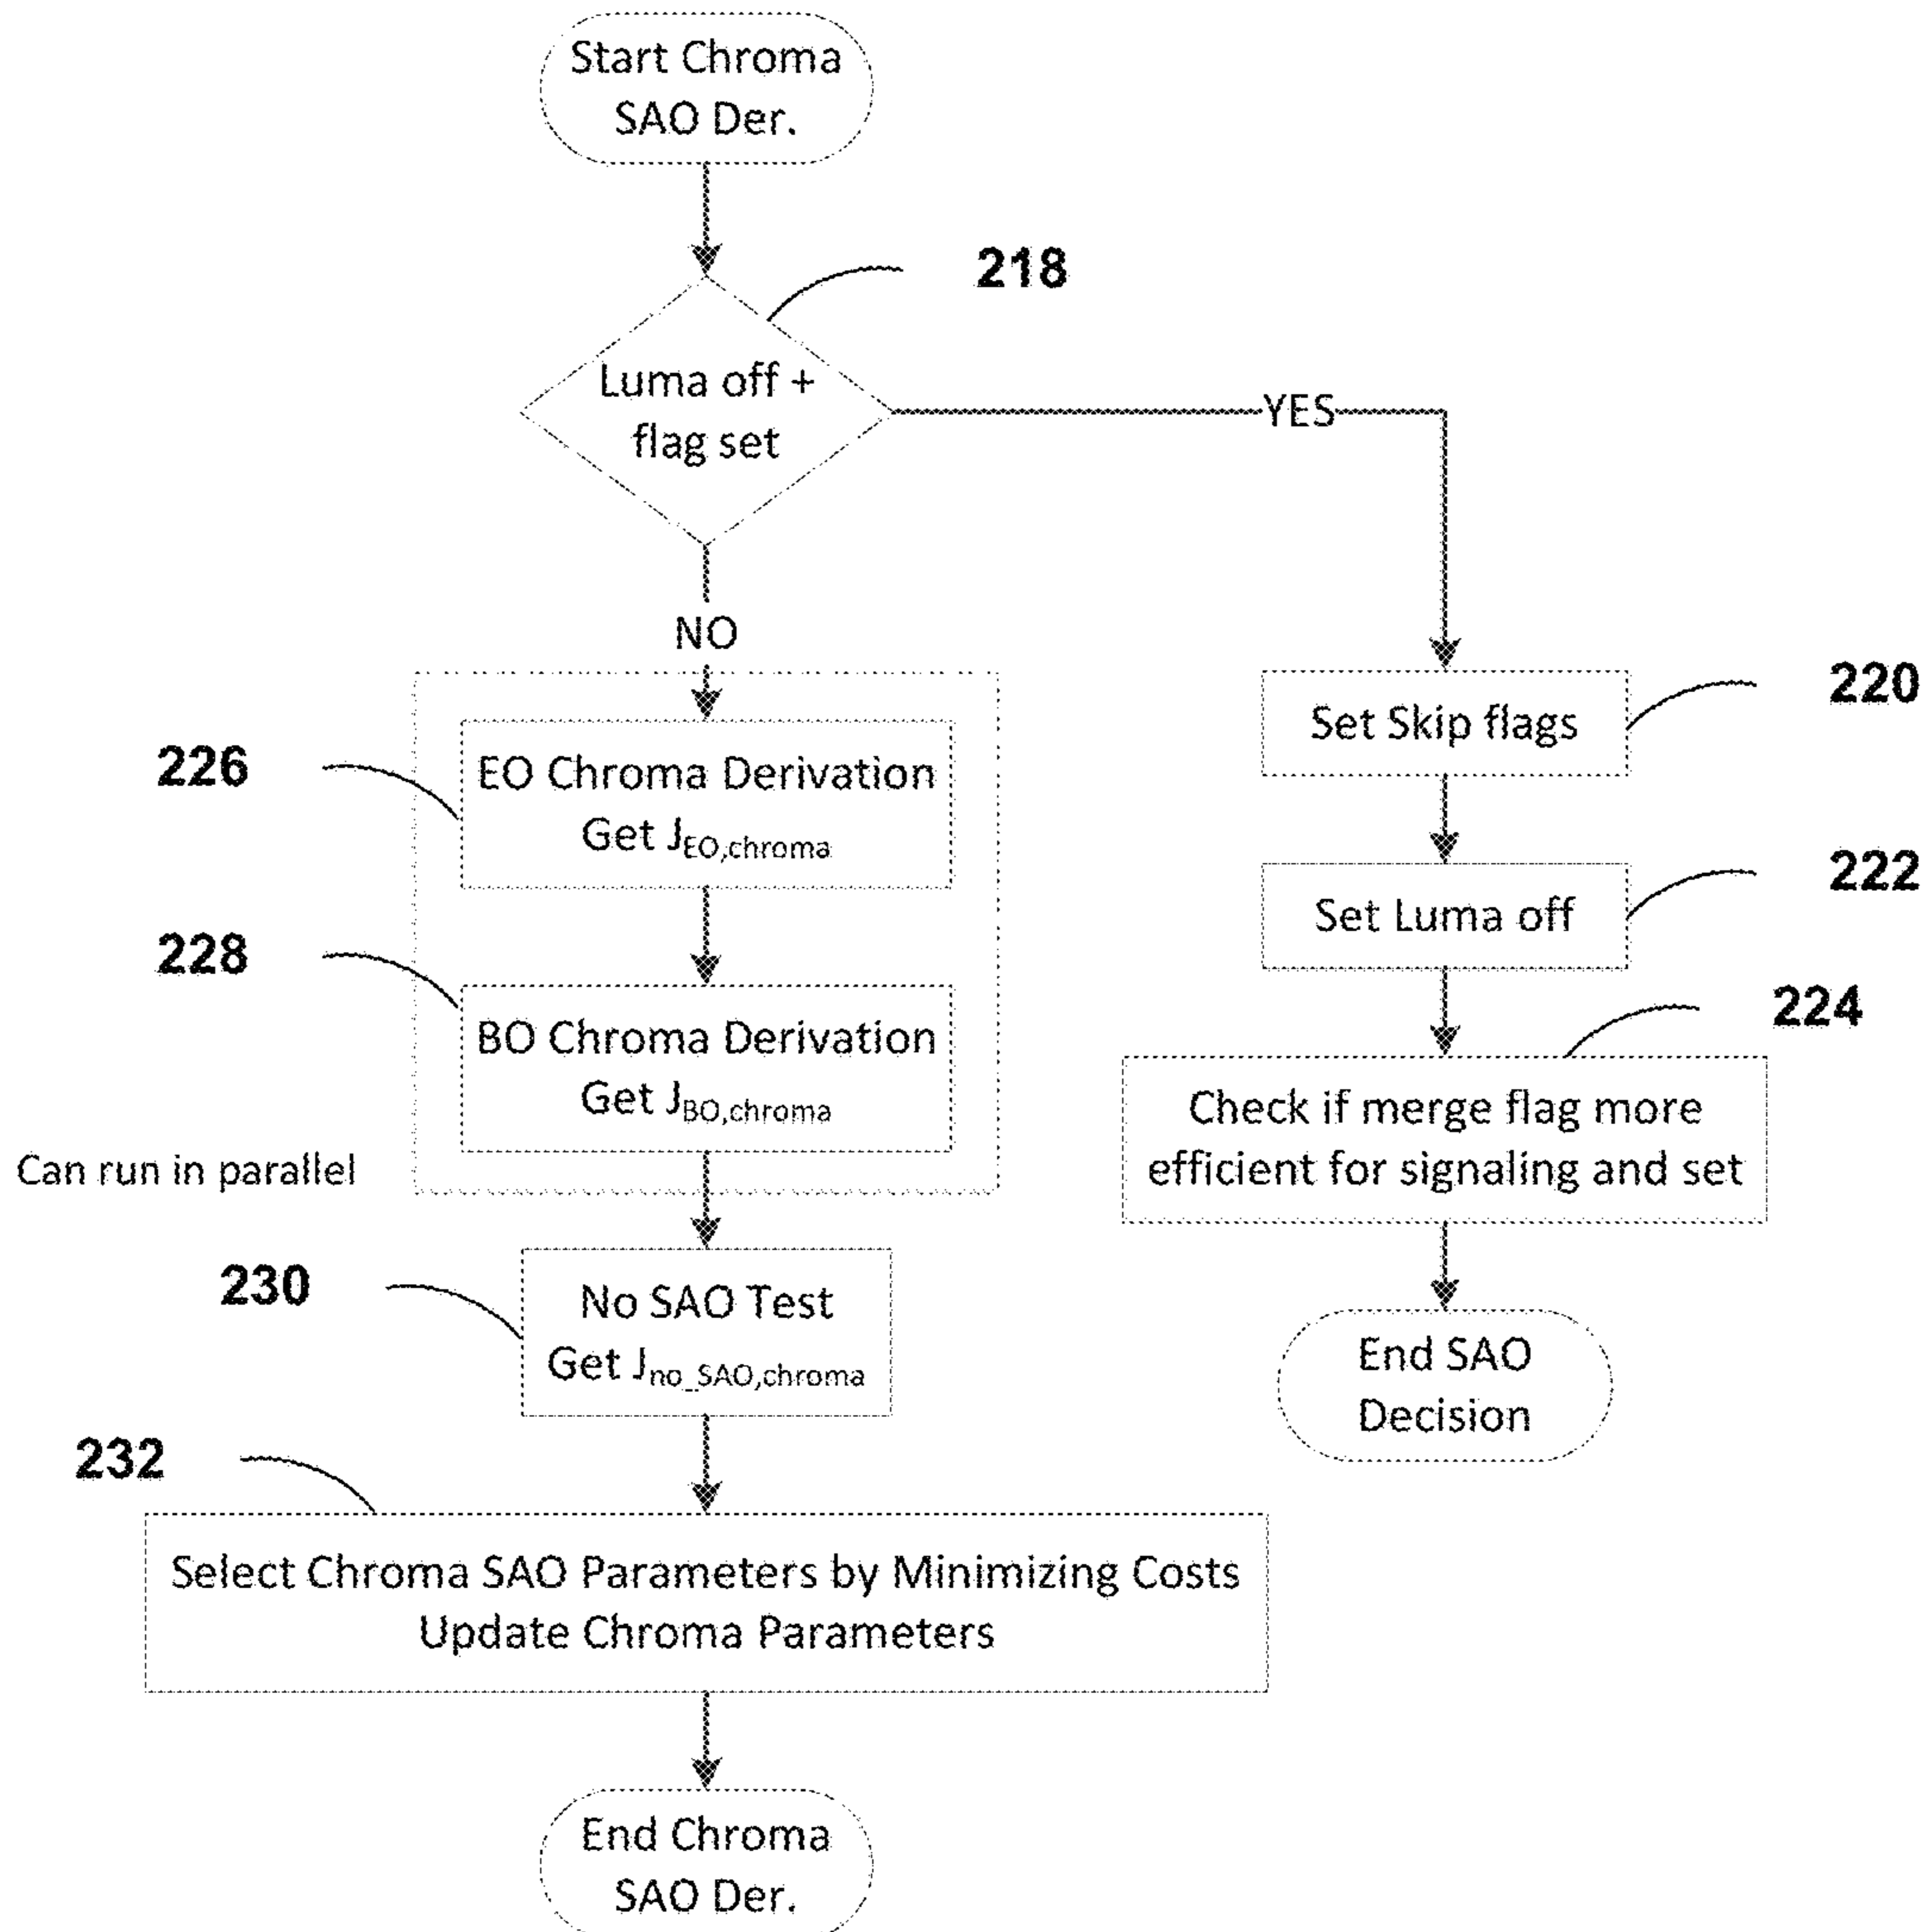 Start Chroma
SAO Der.
218
Luma off +
flag set
YES
NO
220
Set Skip flags
226
EO Chroma Derivation
Get J_EO,chroma
222
Set Luma off
228
BO Chroma Derivation
Get J_BO,chroma
224
Check if merge flag more
efficient for signaling and set
Can run in parallel
230
No SAO Test
Get J_no_SAO,chroma
End SAO
Decision
232
Select Chroma SAO Parameters by Minimizing Costs
Update Chroma Parameters
End Chroma
SAO Der.